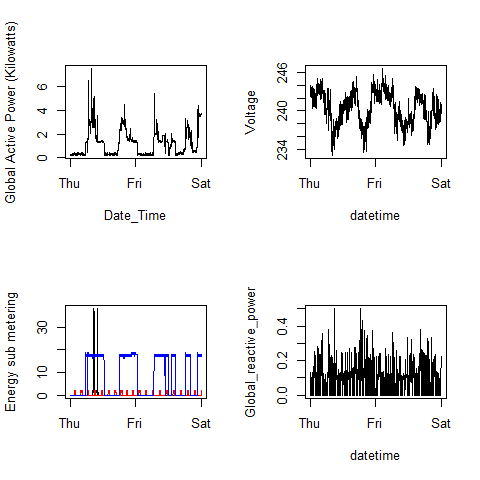 Global Active Power (Kilowatts)
0 2 4 6
Thu Fri Sat
Date_Time
Voltage
234 240 246
Thu Fri Sat
datetime
Energy sub metering
0 10 30
Thu Fri Sat
Global_reactive_power
0.0 0.2 0.4
Thu Fri Sat
datetime